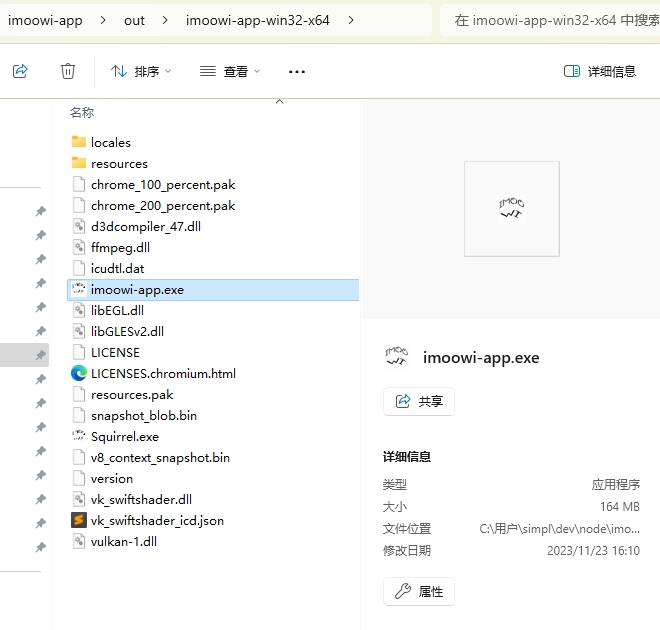 imoowi-app > out > imoowi-app-win32-x64 >
在 imoowi-app-win32-x64 中搜索
排序
查看
详细信息
名称
locales
resources
chrome_100_percent.pak
chrome_200_percent.pak
d3dcompiler_47.dll
ffmpeg.dll
icudtl.dat
imoowi-app.exe
libEGL.dll
libGLESv2.dll
LICENSE
LICENSES.chromium.html
resources.pak
snapshot_blob.bin
Squirrel.exe
v8_context_snapshot.bin
version
vk_swiftshader.dll
vk_swiftshader_icd.json
vulkan-1.dll
IMOO
WI
imoowi-app.exe
共享
详细信息
类型 应用程序
大小 164 MB
文件位置 C:\用户\simpl\dev\node\imo...
修改日期 2023/11/23 16:10
属性